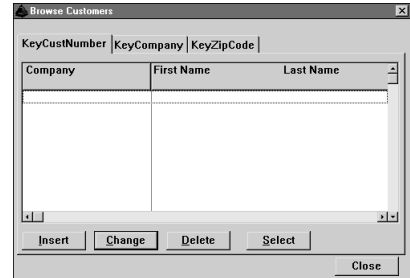 Browse Customers
KeyCustNumber KeyCompany KeyZipCode
Company First Name Last Name
Insert Change Delete Select
Close